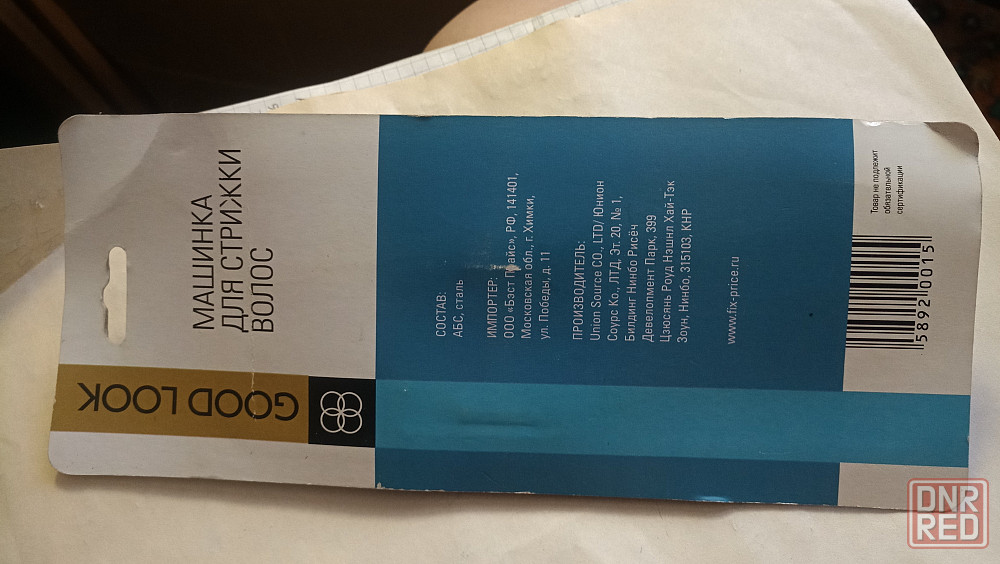 МАШИНКА
ДЛЯ СТРИЖКИ
ВОЛОС
GOOD LOOK
СОСТАВ:
АБС, сталь
ИМПОРТЕР:
ООО «Бэст Прайс», РФ, 141401,
Московская обл., г. Химки,
ул. Победы, д. 11
ПРОИЗВОДИТЕЛЬ:
Union Source CO., LTD/ Юнион
Соурс Ко., ЛТД, Эт. 20, № 1,
Билдинг Нинбо Рисёч
Девелопмент Парк, 399
Цзюсянь Роуд Нэшнл Хай-Тэк
Зоун, Нинбо, 315103, КНР
www.fix-price.ru
Товар не подлежит
обязательной
сертификации
5892l-0015
DNR
RED